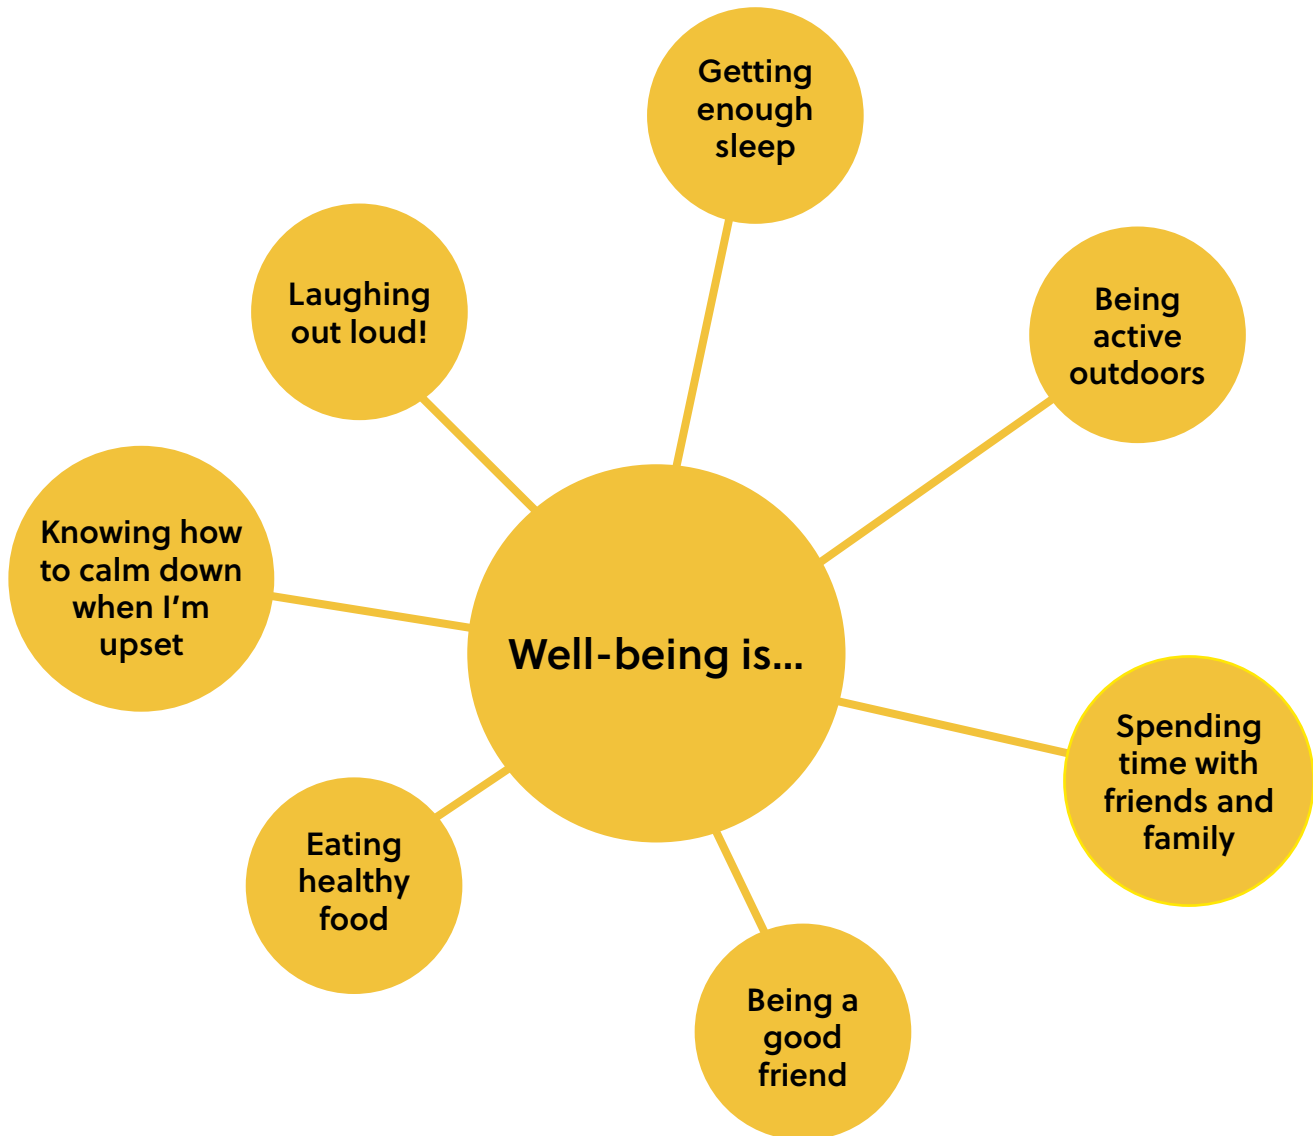 Getting
enough
sleep
Laughing
out loud!
Being
active
outdoors
Knowing how
to calm down
when I'm
upset
Well-being is...
Spending
time with
friends and
family
Eating
healthy
food
Being a
good
friend